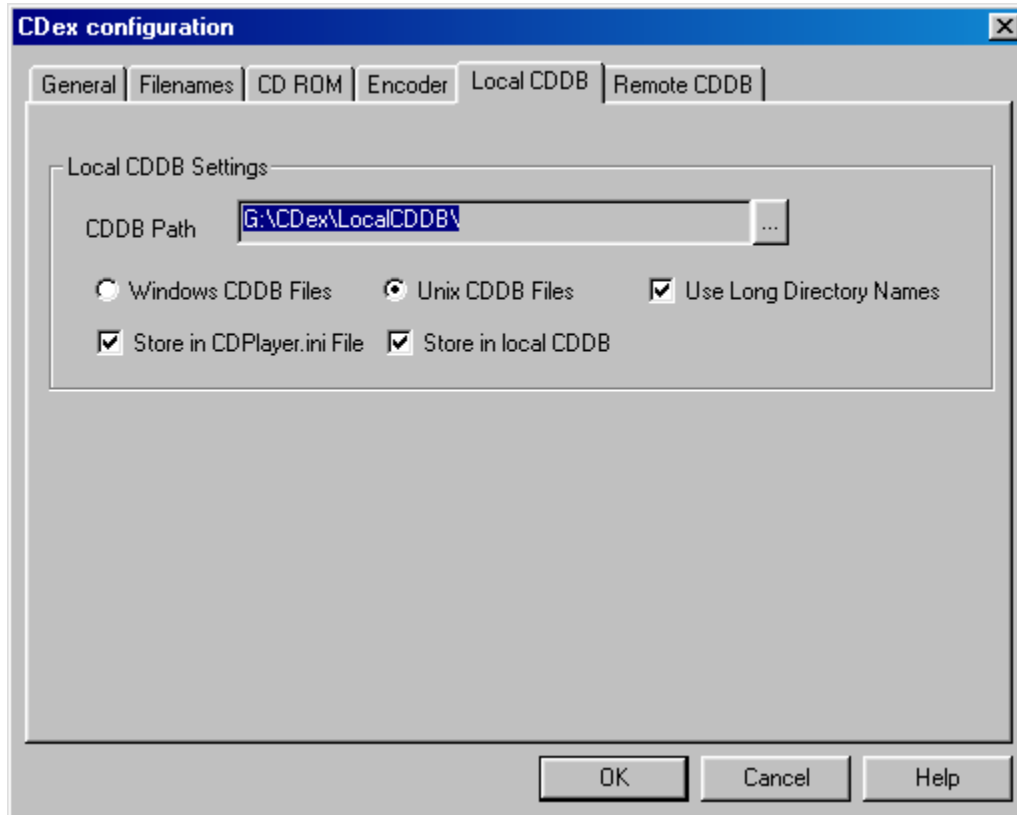 CDex configuration
General Filenames CD ROM Encoder Local CDDB Remote CDDB
Local CDDB Settings
CDDB Path G:\CDex\LocalCDDB\ ...
Windows CDDB Files Unix CDDB Files Use Long Directory Names
Store in CDPlayer.ini File Store in local CDDB
OK Cancel Help